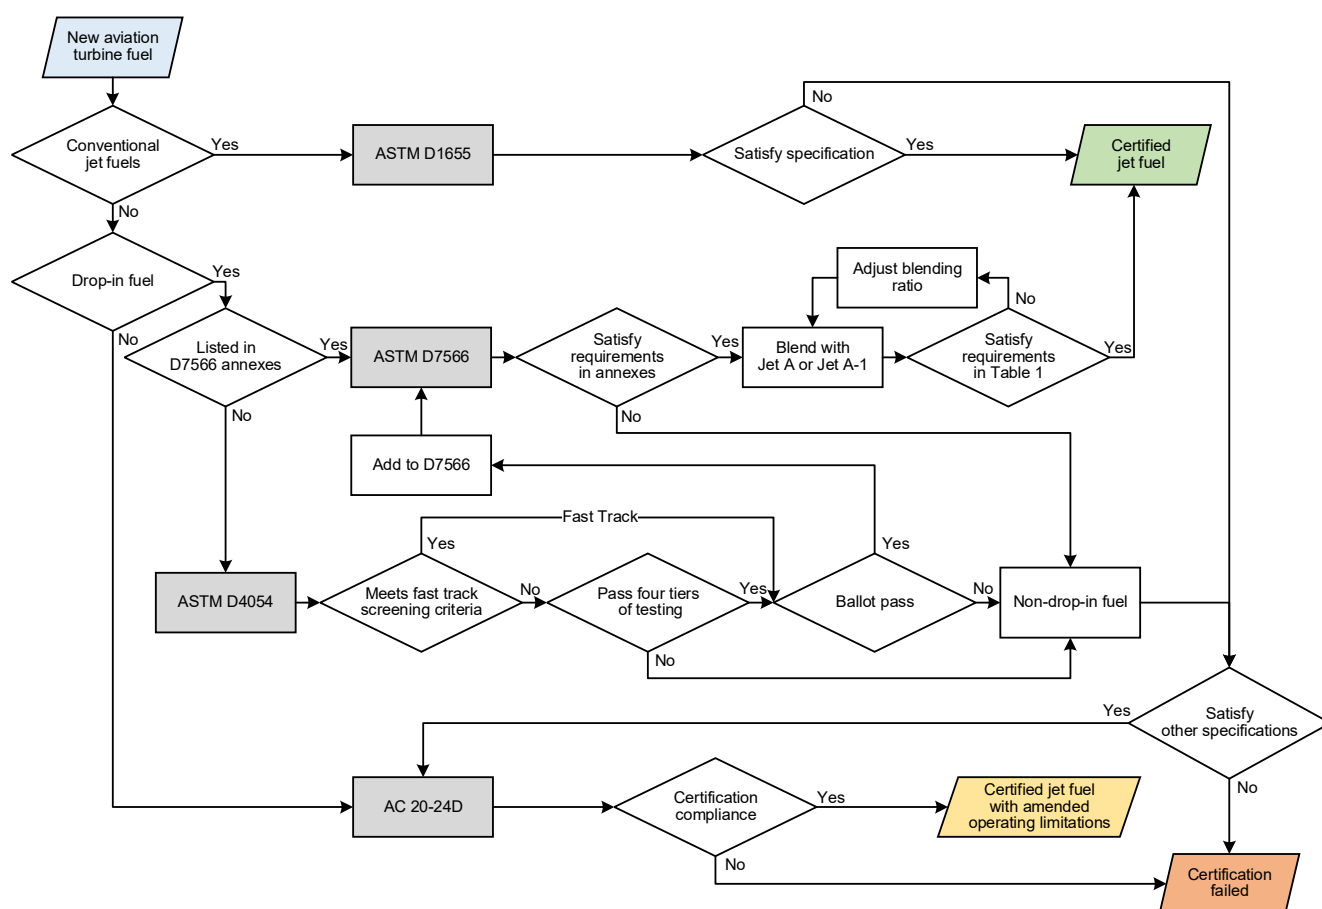 New aviation
turbine fuel
No
Conventional
jet fuels
Yes
ASTM D1655
Satisfy specification
Yes
Certified
jet fuel
No
Drop-in fuel
Yes
Adjust blending
ratio
No
No
Listed in
D7566 annexes
Yes
ASTM D7566
Satisfy
requirements
in annexes
Yes
Blend with
Jet A or Jet A-1
Satisfy
requirements
in Table 1
Yes
No
No
Add to D7566
Fast Track
Yes
Yes
ASTM D4054
Meets fast track
screening criteria
No
Pass four tiers
of testing
Yes
Ballot pass
No
Non-drop-in fuel
No
Yes
Satisfy
other specifications
No
AC 20-24D
Certification
compliance
Yes
Certified jet fuel
with amended
operating limitations
No
Certification
failed